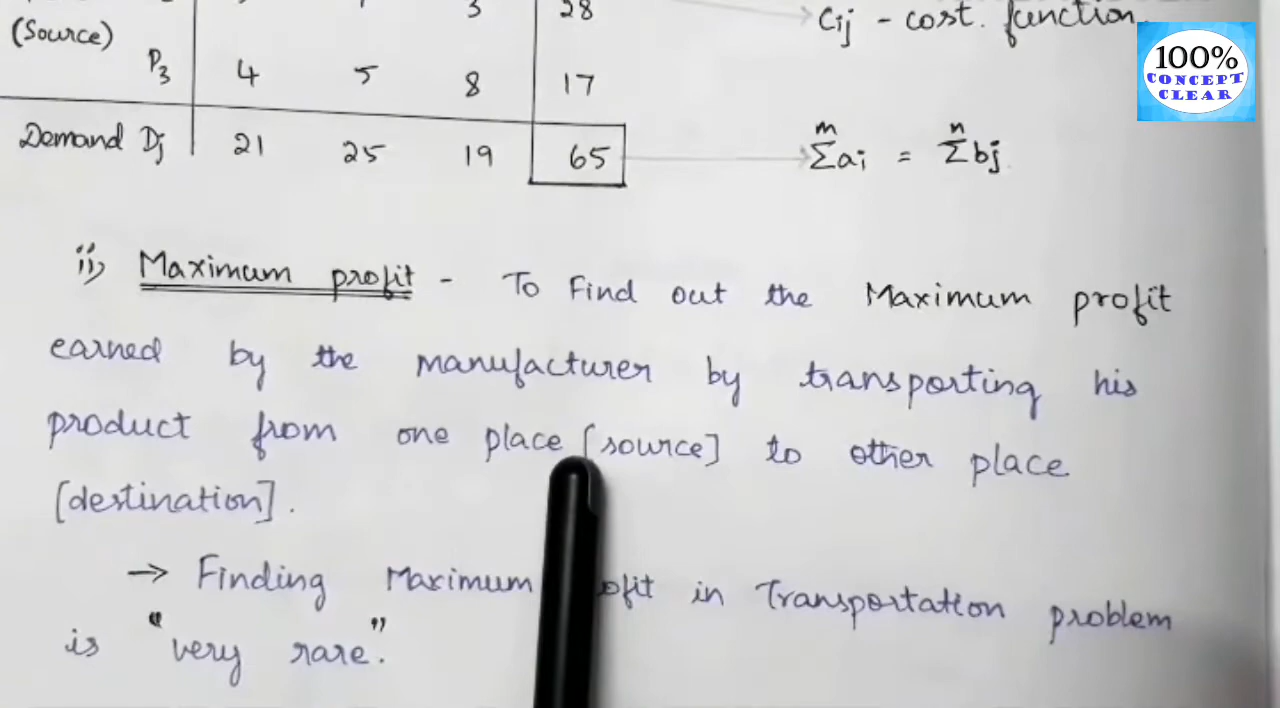 3 28
(Source)
P3 4 5 8 17
Demand Dj 21 25 19 65
Cij - cost. function.
100%
CONCEPT
CLEAR
m n
Σai = Σbj
ii) Maximum profit - To Find out the Maximum profit
earned by the manufacturer by transporting his
product from one place [source] to other place
[destination].
→ Finding Maximum ofit in Transportation problem
is "very rare."